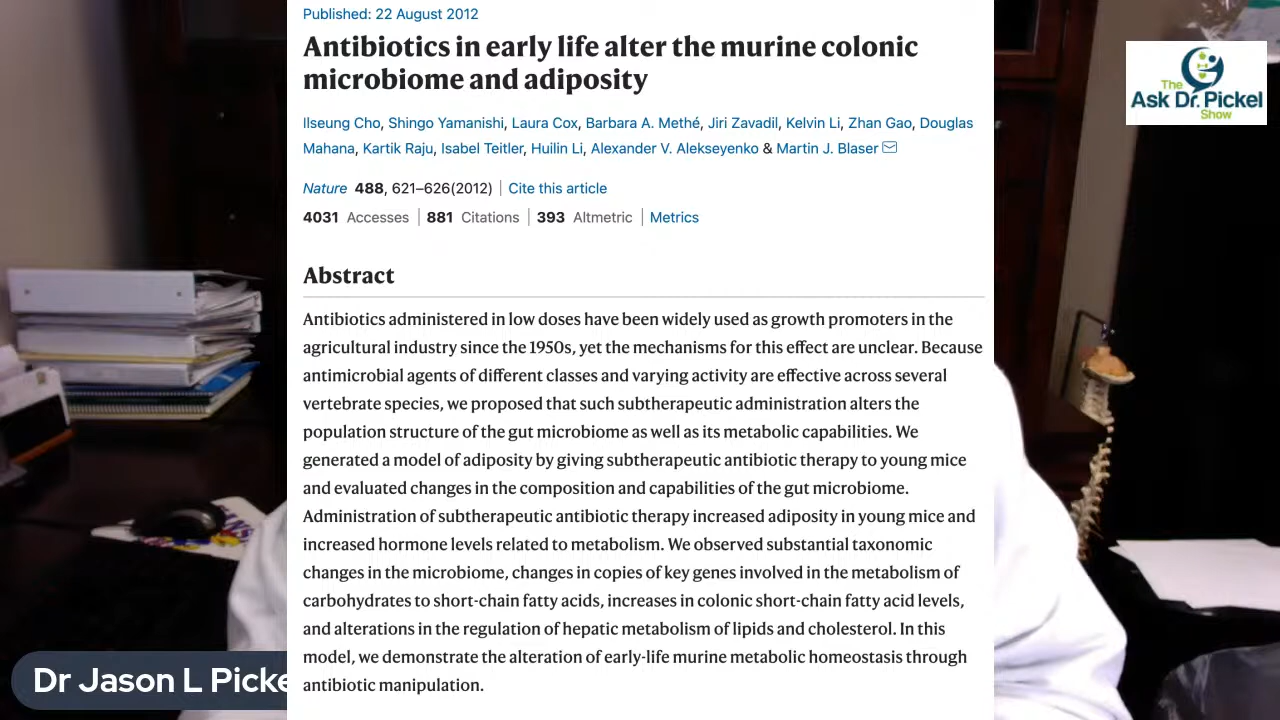 Published: 22 August 2012
Antibiotics in early life alter the murine colonic
microbiome and adiposity
Ilseung Cho, Shingo Yamanishi, Laura Cox, Barbara A. Methé, Jiri Zavadil, Kelvin Li, Zhan Gao, Douglas
Mahana, Kartik Raju, Isabel Teitler, Huilin Li, Alexander V. Alekseyenko & Martin J. Blaser
Nature 488, 621–626(2012) | Cite this article
4031 Accesses | 881 Citations | 393 Altmetric | Metrics
Abstract
Antibiotics administered in low doses have been widely used as growth promoters in the
agricultural industry since the 1950s, yet the mechanisms for this effect are unclear. Because
antimicrobial agents of different classes and varying activity are effective across several
vertebrate species, we proposed that such subtherapeutic administration alters the
population structure of the gut microbiome as well as its metabolic capabilities. We
generated a model of adiposity by giving subtherapeutic antibiotic therapy to young mice
and evaluated changes in the composition and capabilities of the gut microbiome.
Administration of subtherapeutic antibiotic therapy increased adiposity in young mice and
increased hormone levels related to metabolism. We observed substantial taxonomic
changes in the microbiome, changes in copies of key genes involved in the metabolism of
carbohydrates to short-chain fatty acids, increases in colonic short-chain fatty acid levels,
and alterations in the regulation of hepatic metabolism of lipids and cholesterol. In this
model, we demonstrate the alteration of early-life murine metabolic homeostasis through
antibiotic manipulation.
The
Ask Dr. Pickel
Show
Dr Jason L Picke